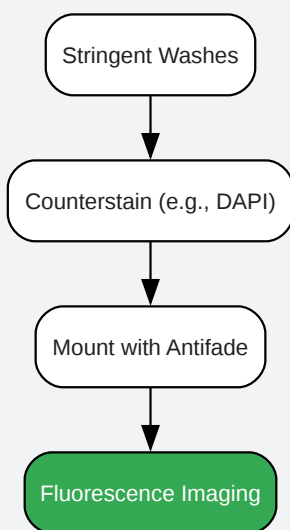 Stringent Washes
Counterstain (e.g., DAPI)
Mount with Antifade
Fluorescence Imaging